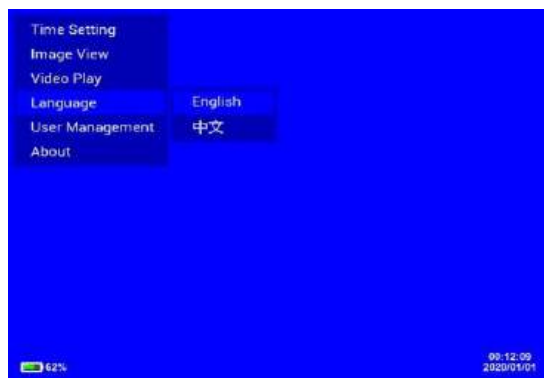 Time Setting
Image View
Video Play
Language
English
User Management
中文
About
62%
00:12:09
2020/01/01